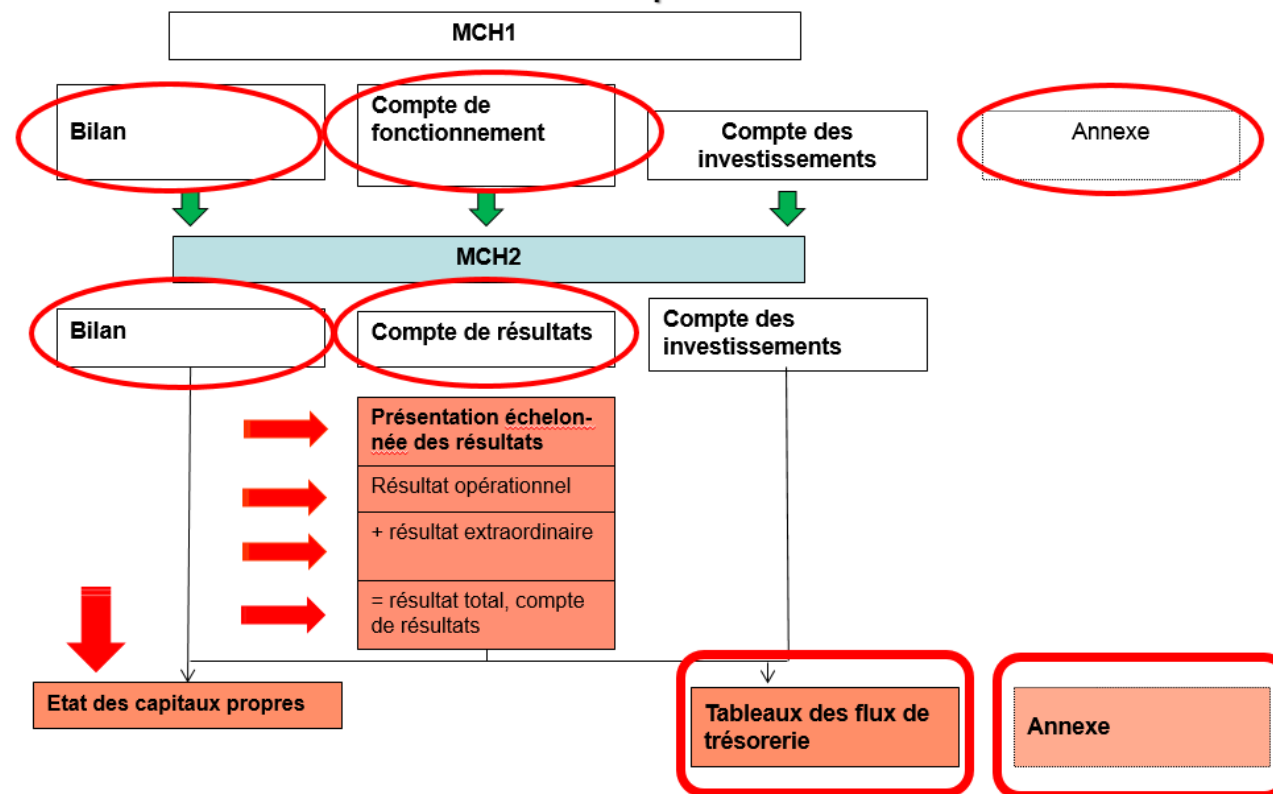 MCH1
Bilan
Compte de
fonctionnement
Compte des
investissements
Annexe
MCH2
Bilan
Compte de résultats
Compte des
investissements
Présentation échelon-
née des résultats
Résultat opérationnel
+ résultat extraordinaire
= résultat total, compte
de résultats
Etat des capitaux propres
Tableaux des flux de
trésorerie
Annexe